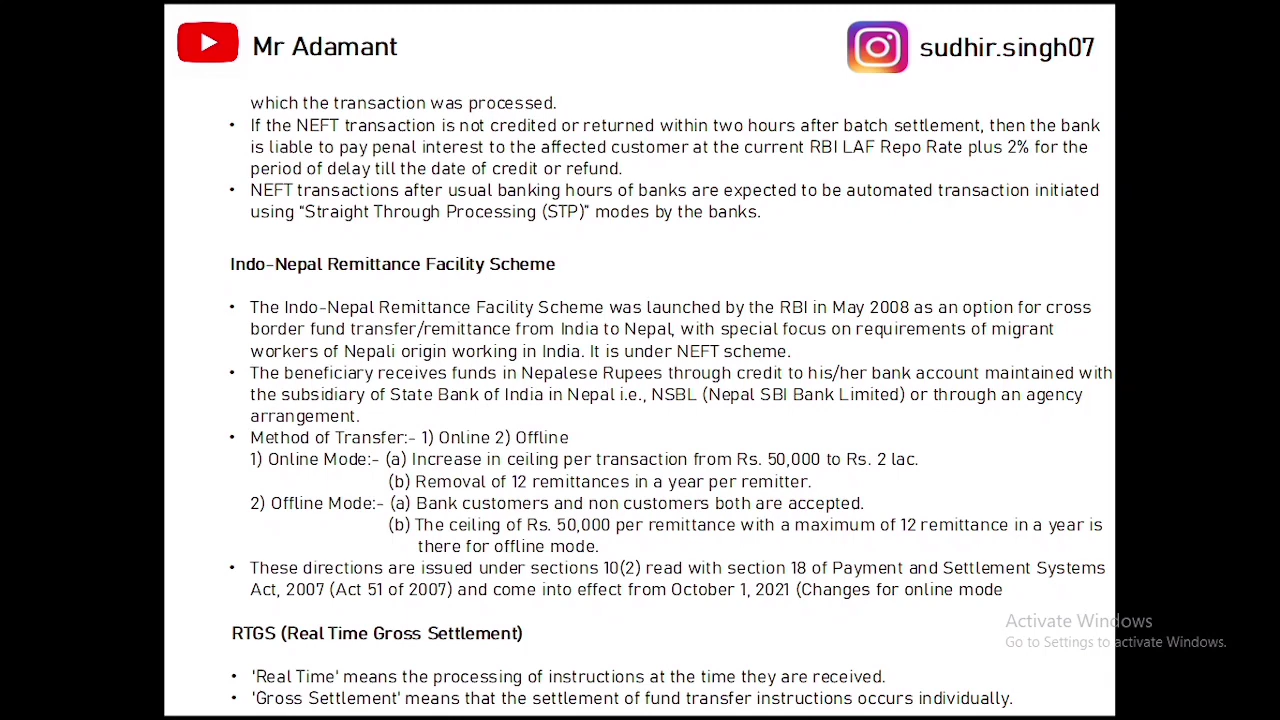 Mr Adamant
sudhir.singh07
which the transaction was processed.
• If the NEFT transaction is not credited or returned within two hours after batch settlement, then the bank
is liable to pay penal interest to the affected customer at the current RBI LAF Repo Rate plus 2% for the
period of delay till the date of credit or refund.
• NEFT transactions after usual banking hours of banks are expected to be automated transaction initiated
using “Straight Through Processing (STP)” modes by the banks.
Indo-Nepal Remittance Facility Scheme
• The Indo-Nepal Remittance Facility Scheme was launched by the RBI in May 2008 as an option for cross
border fund transfer/remittance from India to Nepal, with special focus on requirements of migrant
workers of Nepali origin working in India. It is under NEFT scheme.
• The beneficiary receives funds in Nepalese Rupees through credit to his/her bank account maintained with
the subsidiary of State Bank of India in Nepal i.e., NSBL (Nepal SBI Bank Limited) or through an agency
arrangement.
• Method of Transfer:- 1) Online 2) Offline
1) Online Mode:- (a) Increase in ceiling per transaction from Rs. 50,000 to Rs. 2 lac.
(b) Removal of 12 remittances in a year per remitter.
2) Offline Mode:- (a) Bank customers and non customers both are accepted.
(b) The ceiling of Rs. 50,000 per remittance with a maximum of 12 remittance in a year is
there for offline mode.
• These directions are issued under sections 10(2) read with section 18 of Payment and Settlement Systems
Act, 2007 (Act 51 of 2007) and come into effect from October 1, 2021 (Changes for online mode
Activate Windows
Go to Settings to activate Windows.
RTGS (Real Time Gross Settlement)
• 'Real Time' means the processing of instructions at the time they are received.
• 'Gross Settlement' means that the settlement of fund transfer instructions occurs individually.